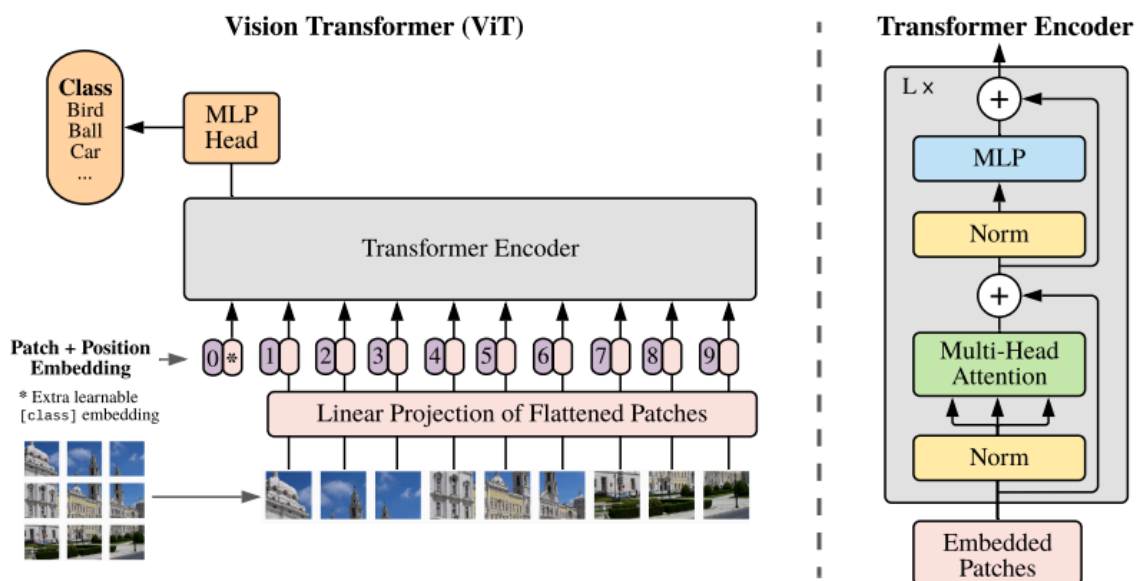 Vision Transformer (ViT)
Class
Bird
Ball
Car
...
MLP
Head
Transformer Encoder
Patch + Position
Embedding
* Extra learnable
[class] embedding
0 * 1 2 3 4 5 6 7 8 9
Linear Projection of Flattened Patches
Transformer Encoder
L ×
+
MLP
Norm
+
Multi-Head
Attention
Norm
Embedded
Patches